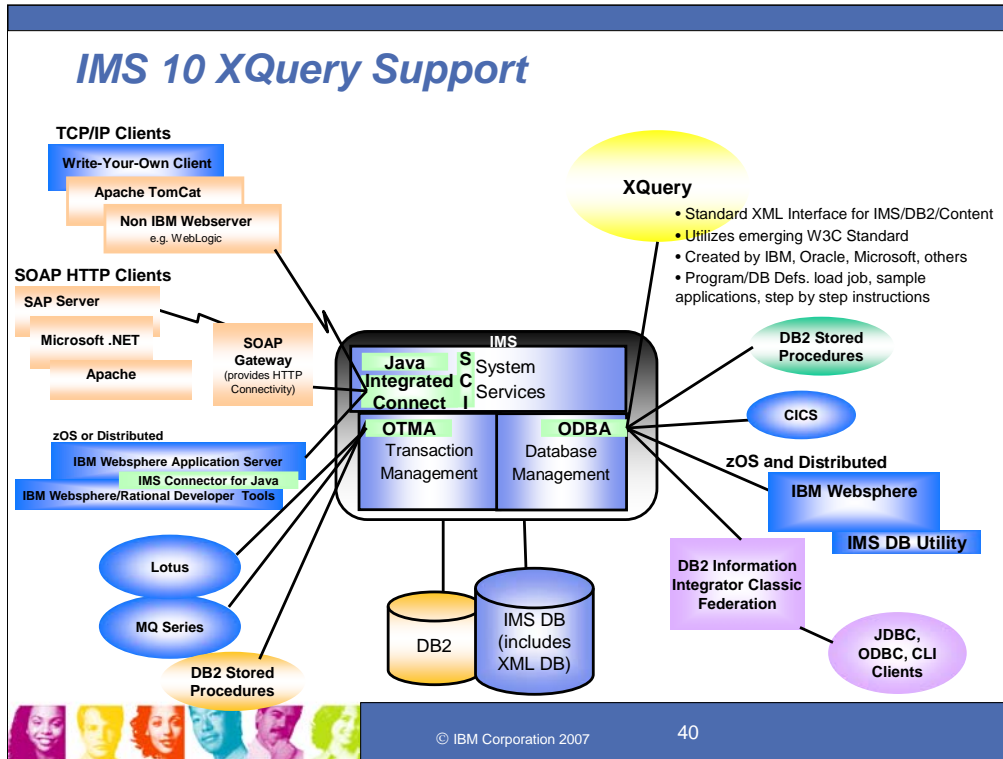 IMS 10 XQuery Support
TCP/IP Clients
Write-Your-Own Client
Apache TomCat
Non IBM Webserver
e.g. WebLogic
SOAP HTTP Clients
SAP Server
Microsoft .NET
Apache
SOAP
Gateway
(provides HTTP
Connectivity)
zOS or Distributed
IBM Websphere Application Server
IMS Connector for Java
IBM Websphere/Rational Developer Tools
Lotus
MQ Series
DB2 Stored
Procedures
IMS
Java
Integrated
Connect
S
C
I
System
Services
OTMA
Transaction
Management
ODBA
Database
Management
DB2
IMS DB
(includes
XML DB)
XQuery
• Standard XML Interface for IMS/DB2/Content
• Utilizes emerging W3C Standard
• Created by IBM, Oracle, Microsoft, others
• Program/DB Defs. load job, sample
applications, step by step instructions
DB2 Stored
Procedures
CICS
zOS and Distributed
IBM Websphere
IMS DB Utility
DB2 Information
Integrator Classic
Federation
JDBC,
ODBC, CLI
Clients
© IBM Corporation 2007
40